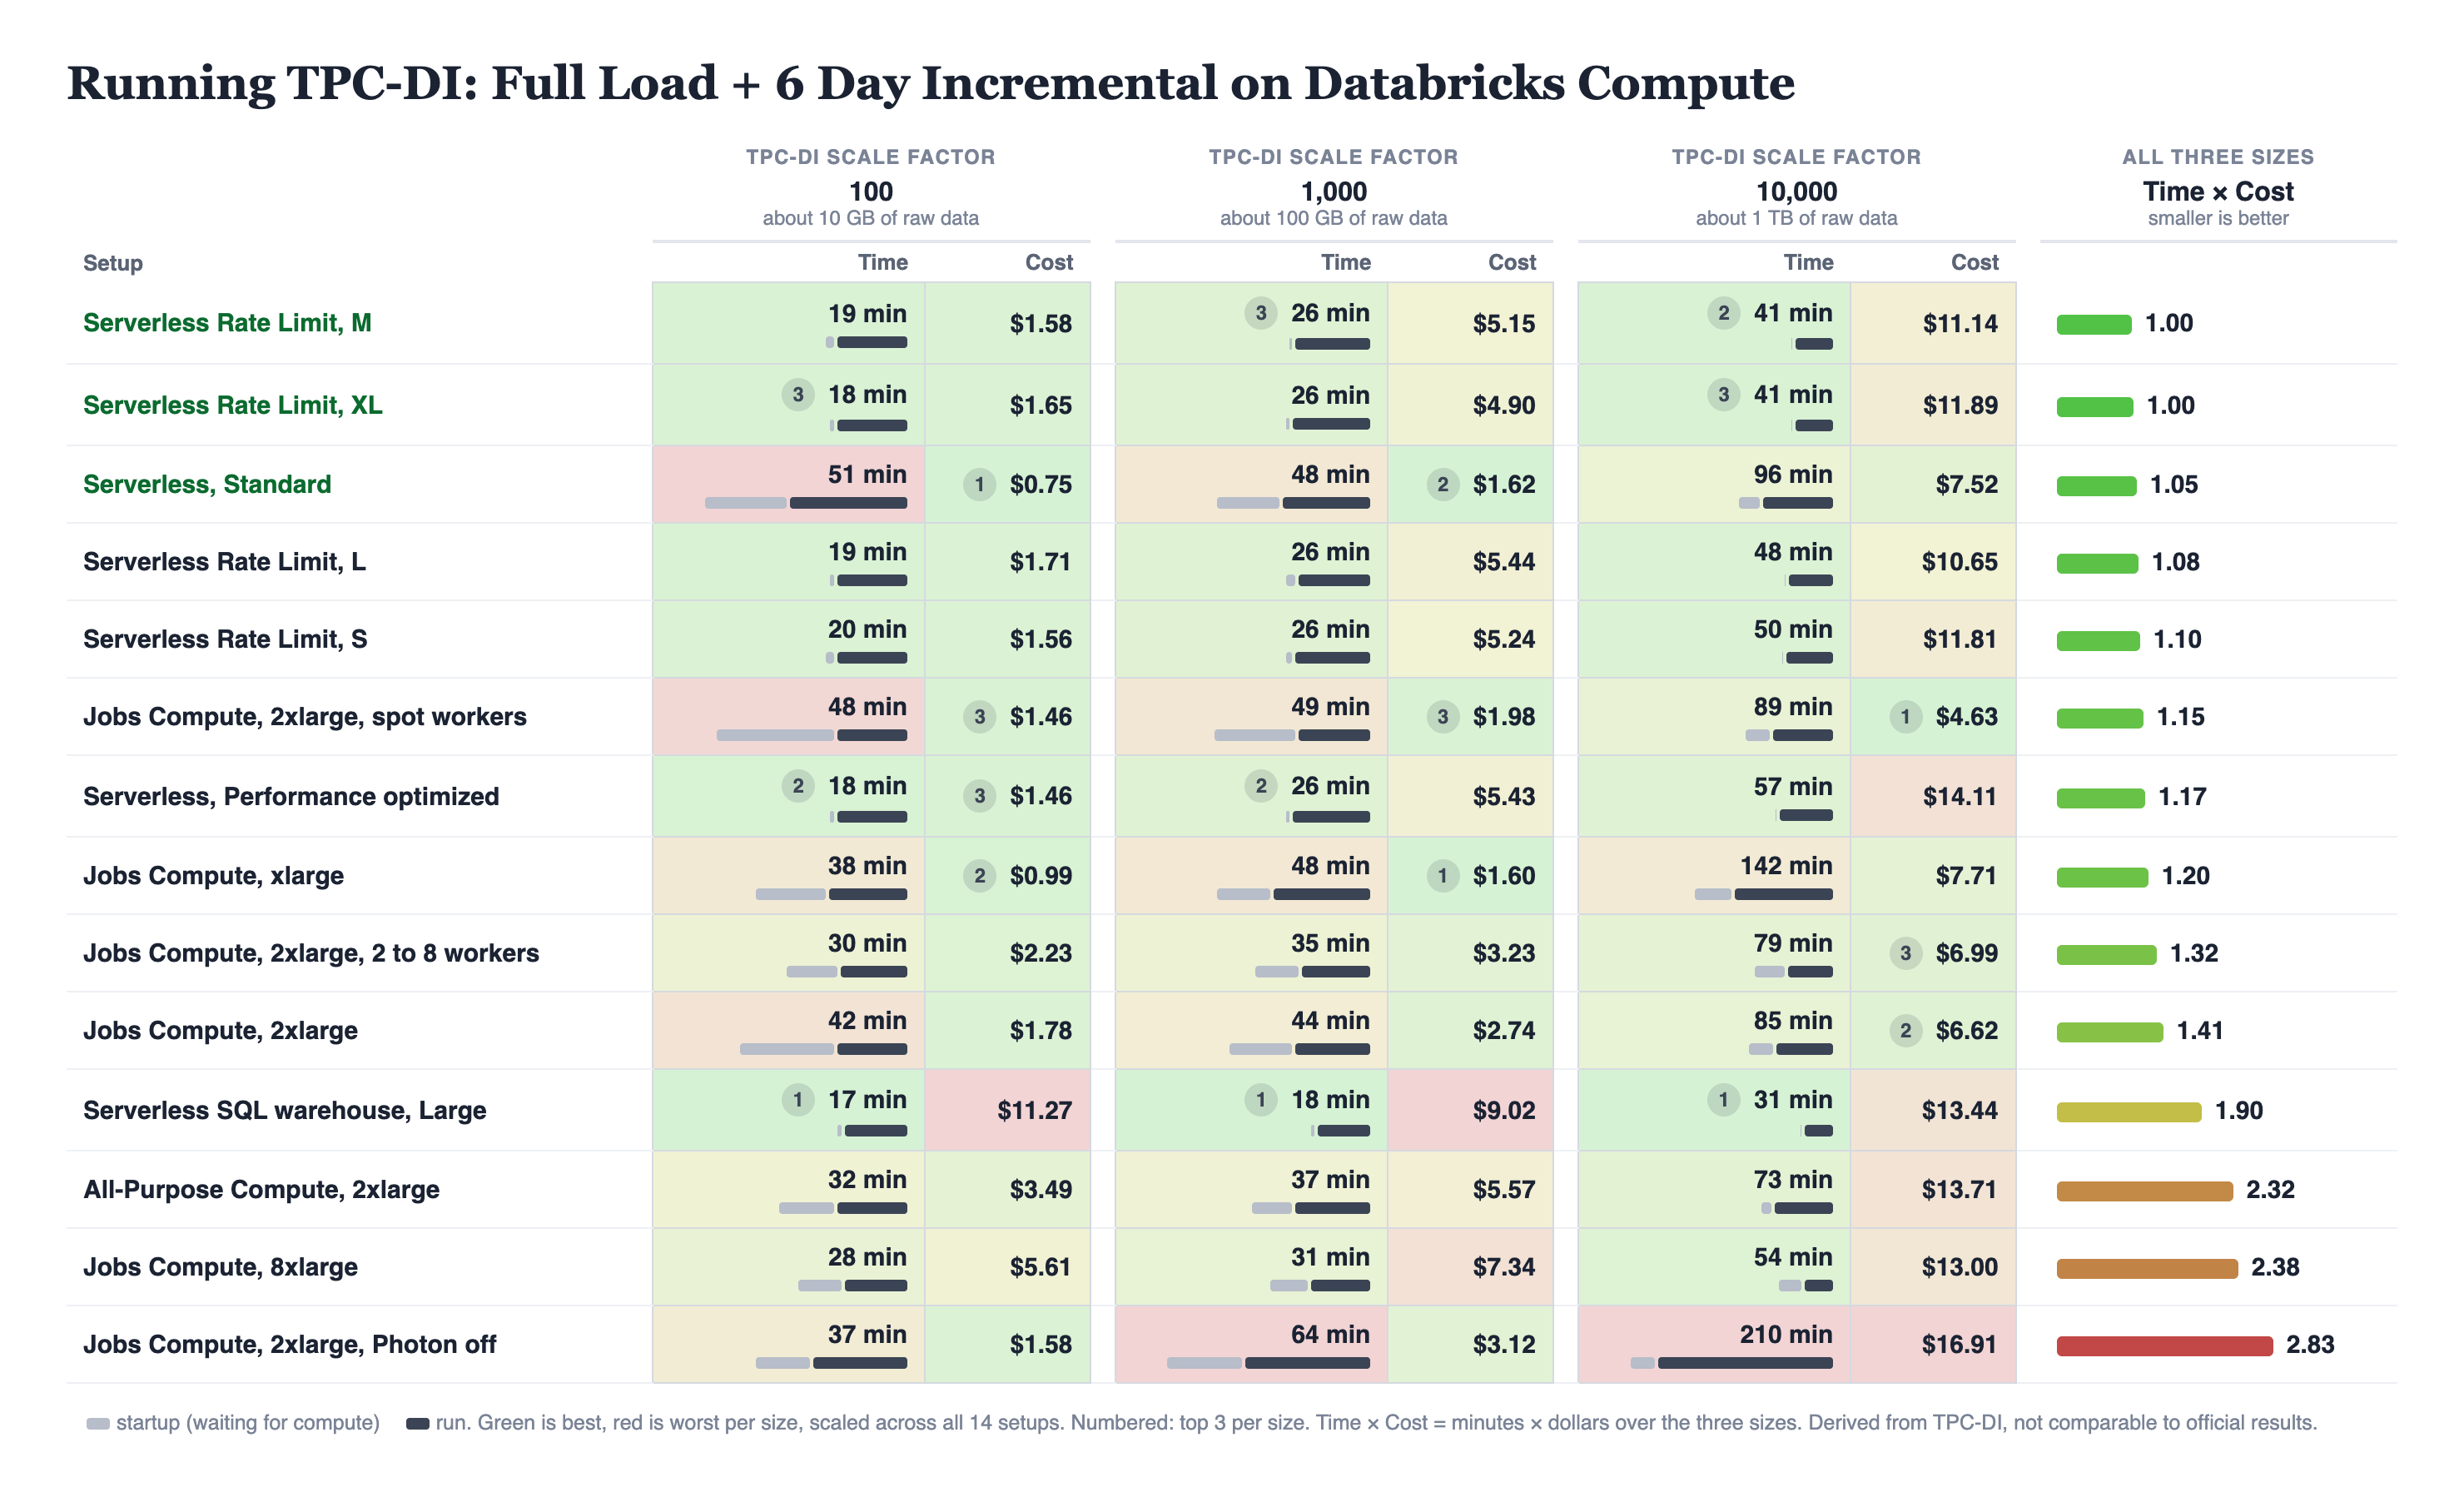 Running TPC-DI: Full Load + 6 Day Incremental on Databricks Compute
TPC-DI SCALE FACTOR TPC-DI SCALE FACTOR TPC-DI SCALE FACTOR ALL THREE SIZES
100 1,000 10,000 Time × Cost
about 10 GB of raw data about 100 GB of raw data about 1 TB of raw data smaller is better
Setup Time Cost Time Cost Time Cost
Serverless Rate Limit, M 19 min $1.58 3 26 min $5.15 2 41 min $11.14 1.00
Serverless Rate Limit, XL 3 18 min $1.65 26 min $4.90 3 41 min $11.89 1.00
Serverless, Standard 51 min 1 $0.75 48 min 2 $1.62 96 min $7.52 1.05
Serverless Rate Limit, L 19 min $1.71 26 min $5.44 48 min $10.65 1.08
Serverless Rate Limit, S 20 min $1.56 26 min $5.24 50 min $11.81 1.10
Jobs Compute, 2xlarge, spot workers 48 min 3 $1.46 49 min 3 $1.98 89 min 1 $4.63 1.15
Serverless, Performance optimized 2 18 min 3 $1.46 2 26 min $5.43 57 min $14.11 1.17
Jobs Compute, xlarge 38 min 2 $0.99 48 min 1 $1.60 142 min $7.71 1.20
Jobs Compute, 2xlarge, 2 to 8 workers 30 min $2.23 35 min $3.23 79 min 3 $6.99 1.32
Jobs Compute, 2xlarge 42 min $1.78 44 min $2.74 85 min 2 $6.62 1.41
Serverless SQL warehouse, Large 1 17 min $11.27 1 18 min $9.02 1 31 min $13.44 1.90
All-Purpose Compute, 2xlarge 32 min $3.49 37 min $5.57 73 min $13.71 2.32
Jobs Compute, 8xlarge 28 min $5.61 31 min $7.34 54 min $13.00 2.38
Jobs Compute, 2xlarge, Photon off 37 min $1.58 64 min $3.12 210 min $16.91 2.83
startup (waiting for compute) run. Green is best, red is worst per size, scaled across all 14 setups. Numbered: top 3 per size. Time × Cost = minutes × dollars over the three sizes. Derived from TPC-DI, not comparable to official results.